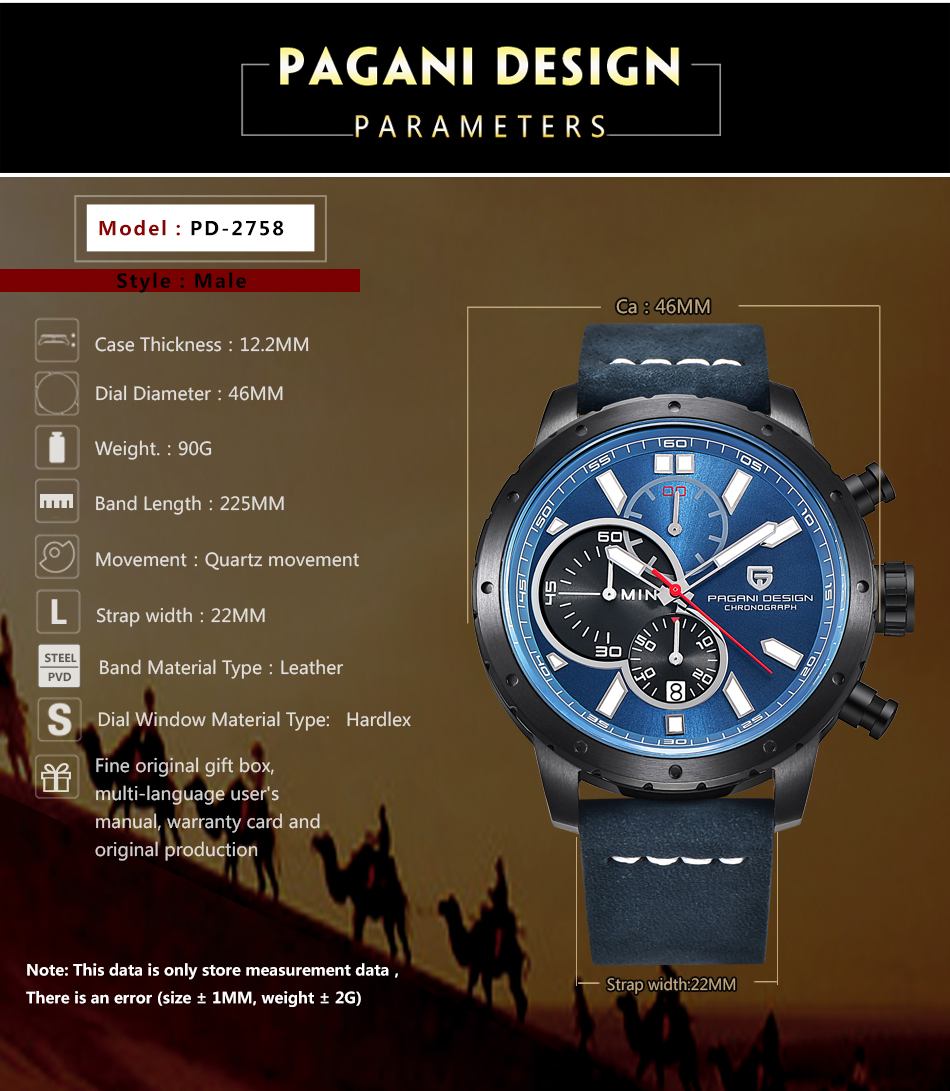 PAGANI DESIGN
PARAMETERS
Model : PD-2758
Style : Male
Case Thickness : 12.2MM
Dial Diameter : 46MM
Weight. : 90G
Band Length : 225MM
Movement : Quartz movement
L
Strap width : 22MM
STEEL
PVD
Band Material Type : Leather
S
Dial Window Material Type: Hardlex
Fine original gift box,
multi-language user's
manual, warranty card and
original production
Note: This data is only store measurement data ,
There is an error (size ± 1MM, weight ± 2G)
Ca : 46MM
60
05
10
15
20
25
30
35
40
50
55
60
45
30
MIN
PAGANI DESIGN
CHRONOGRAPH
50
10
20
40
8
Strap width:22MM